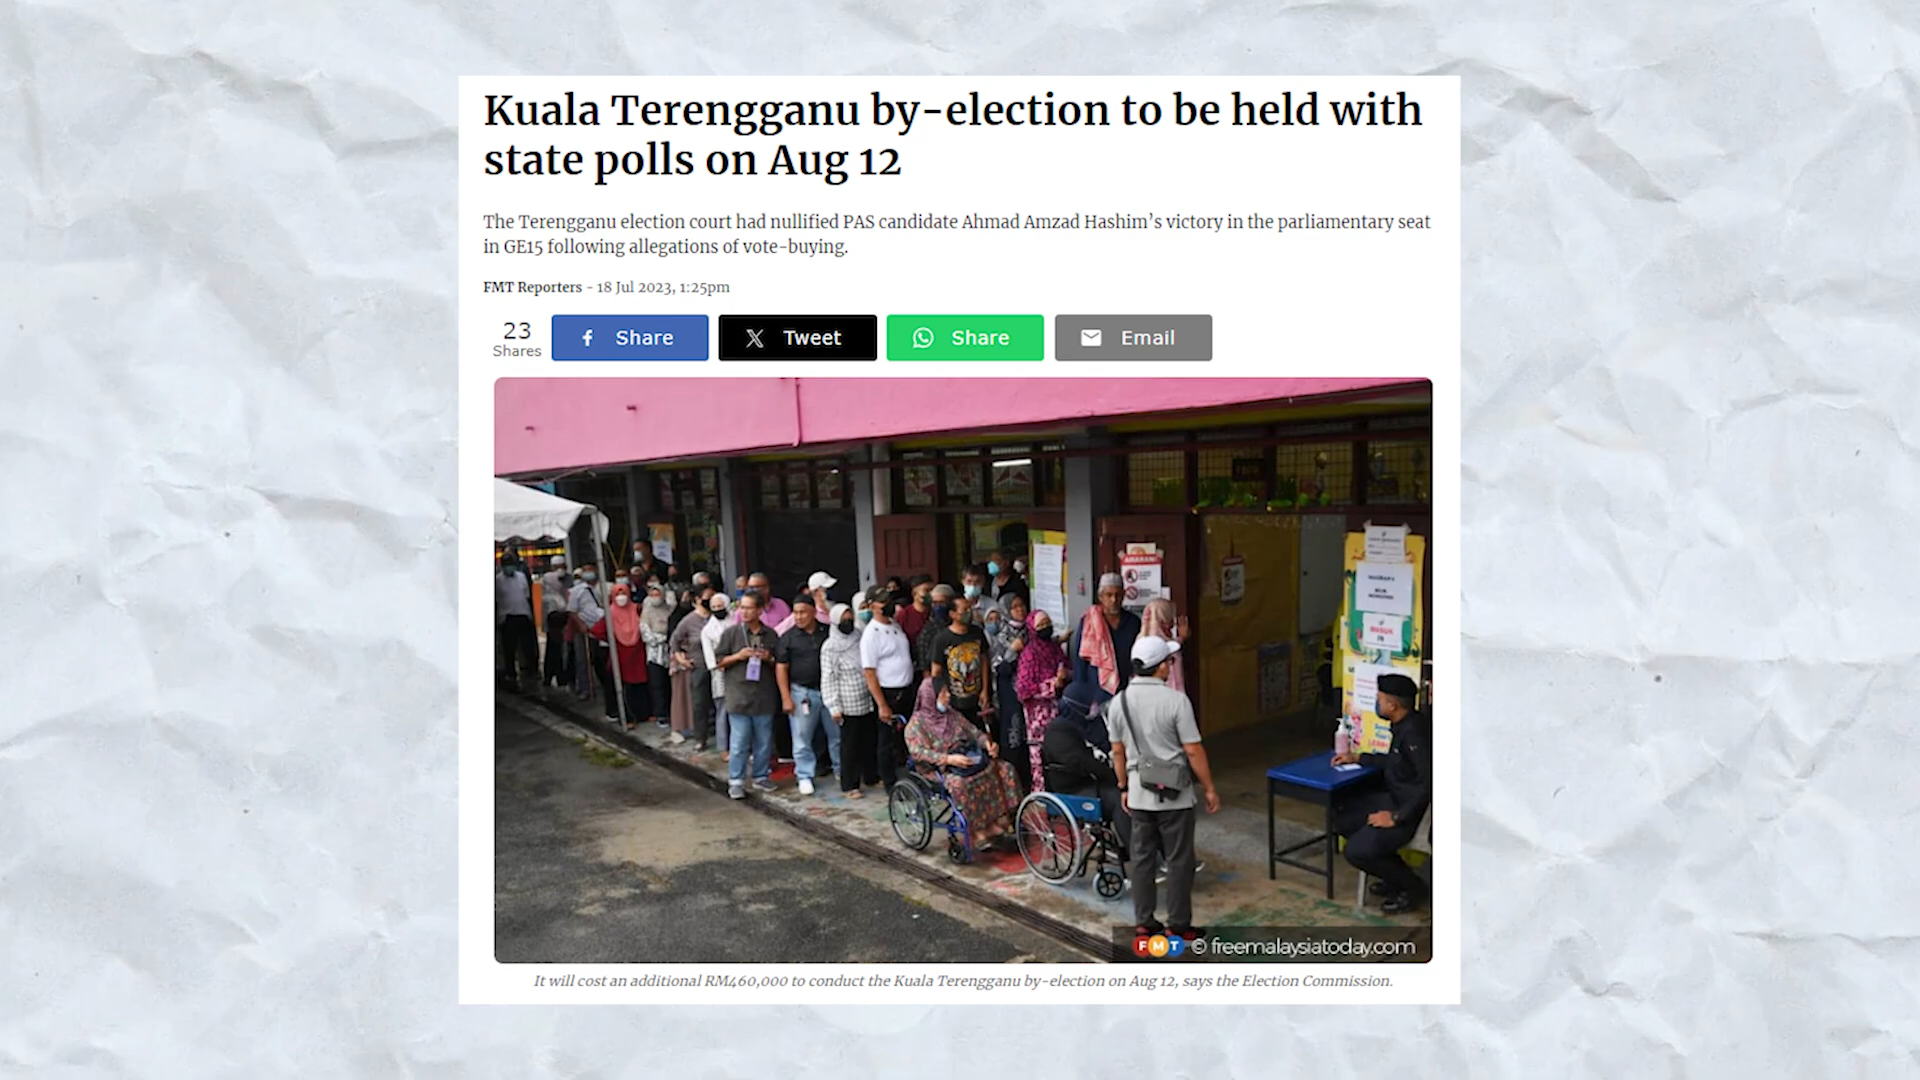 Kuala Terengganu by-election to be held with
state polls on Aug 12
The Terengganu election court had nullified PAS candidate Ahmad Amzad Hashim's victory in the parliamentary seat
in GE15 following allegations of vote-buying.
FMT Reporters - 18 Jul 2023, 1:25pm
23
Shares
Share
Tweet
Share
Email
AMARAN!
MASUK
FMT © freemalaysiatoday.com
It will cost an additional RM460,000 to conduct the Kuala Terengganu by-election on Aug 12, says the Election Commission.